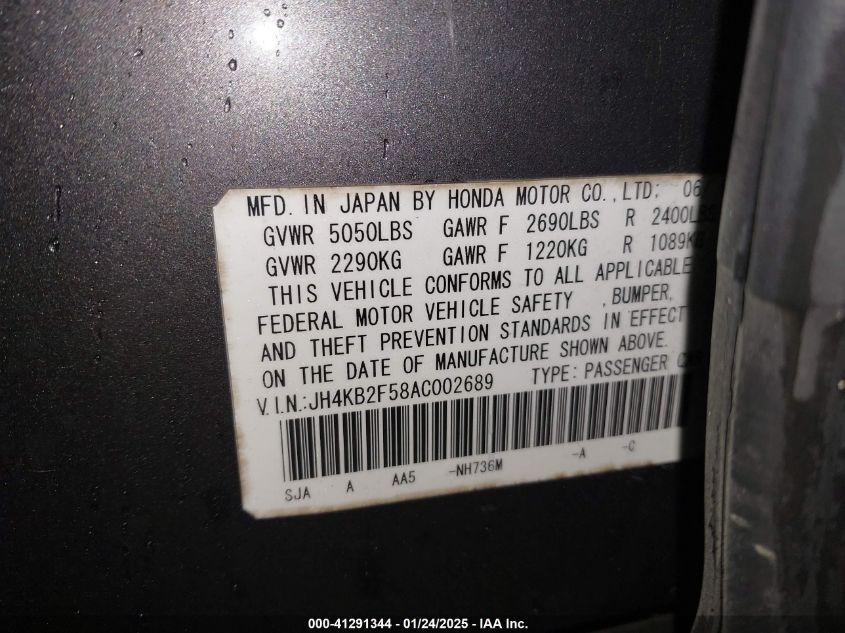 MFD. IN JAPAN BY HONDA MOTOR CO.,LTD: 06
GVWR 5050LBS GAWR F 2690LBS R 2400LBS
GVWR 2290KG GAWR F 1220KG R 1089KG
THIS VEHICLE CONFORMS TO ALL APPLICABLE
FEDERAL MOTOR VEHICLE SAFETY ,BUMPER,
AND THEFT PREVENTION STANDARDS IN EFFECT
ON THE DATE OF MANUFACTURE SHOWN ABOVE.
V.I.N.:JH4KB2F58AC002689 TYPE: PASSENGER CAR
SJA A AA5 -NH736M -A -C
000-41291344 — 01/24/2025 — IAA Inc.